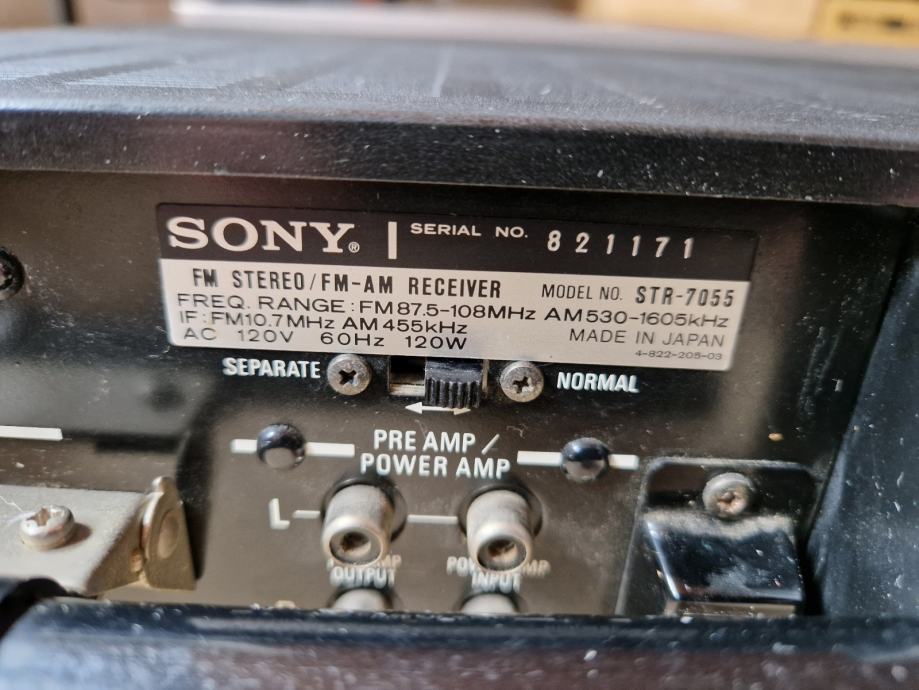 SONY® SERIAL NO. 821171
FM STEREO/FM-AM RECEIVER MODEL NO. STR-7055
FREQ. RANGE: FM 87.5-108MHz AM 530-1605kHz
IF: FM10.7MHz AM 455kHz
AC 120V 60Hz 120W MADE IN JAPAN
4-822-205-03
SEPARATE NORMAL
PRE AMP/
POWER AMP
L
OUTPUT INPUT